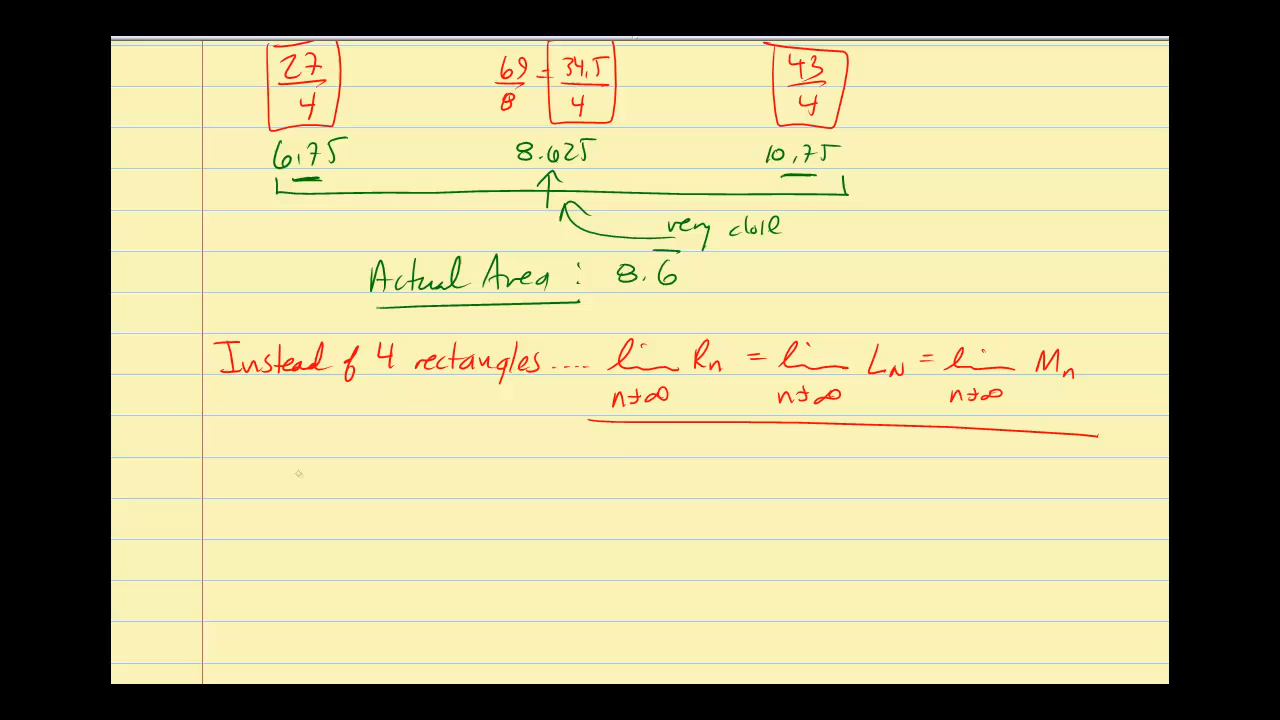 27/4 69/8 = 34.5/4 43/4
6.75 8.625 10.75
very close
Actual Area : 8.6
Instead of 4 rectangles.... lim n→∞ Rn = lim n→∞ LN = lim n→∞ Mn